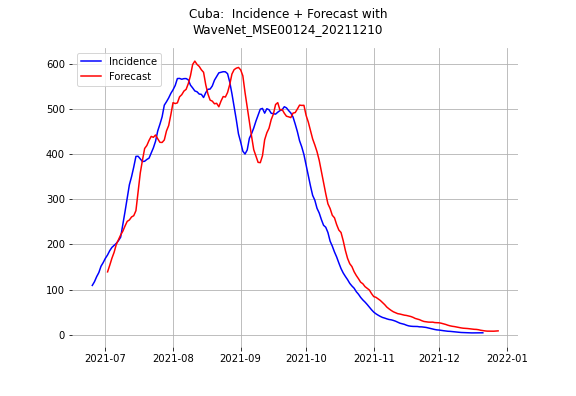 Cuba:  Incidence + Forecast with
WaveNet_MSE00124_20211210
Incidence
Forecast
600
500
400
300
200
100
0
2021-07 2021-08 2021-09 2021-10 2021-11 2021-12 2022-01